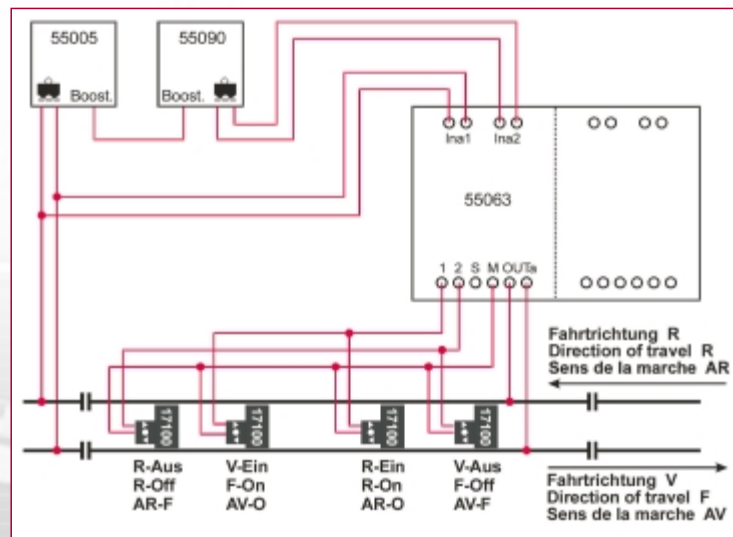 55005
55090
Boost.
Boost.
Ina1
Ina2
55063
1 2 S M OUTa
Fahrtrichtung R
Direction of travel R
Sens de la marche AR
17100
17100
17100
17100
R-Aus
R-Off
AR-F
V-Ein
F-On
AV-O
R-Ein
R-On
AR-O
V-Aus
F-Off
AV-F
Fahrtrichtung V
Direction of travel F
Sens de la marche AV